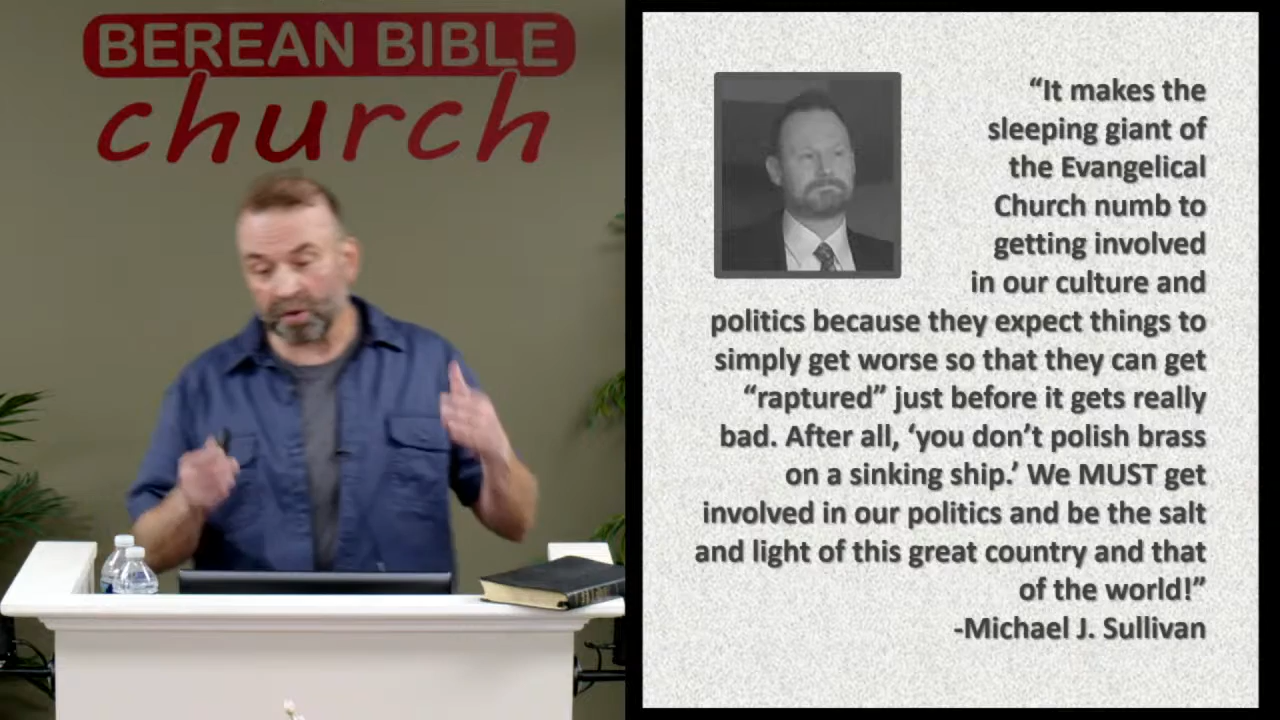 BEREAN BIBLE
church
“It makes the
sleeping giant of
the Evangelical
Church numb to
getting involved
in our culture and
politics because they expect things to
simply get worse so that they can get
“raptured” just before it gets really
bad. After all, ‘you don’t polish brass
on a sinking ship.’ We MUST get
involved in our politics and be the salt
and light of this great country and that
of the world!”
-Michael J. Sullivan